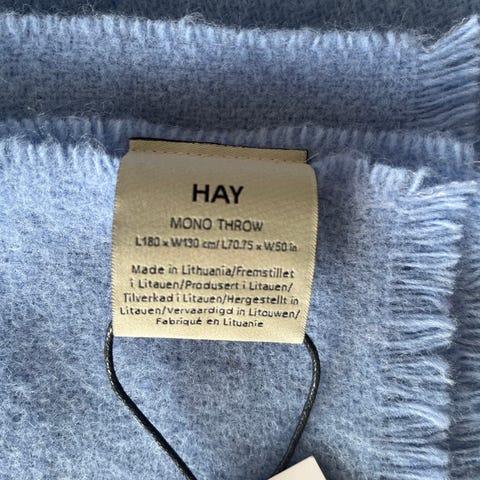 HAY
MONO THROW
L180 x W130 cm/ L70.75 x W50 in
Made in Lithuania/Fremstillet
i Litauen/Produsert i Litauen/
Tilverkad i Litauen/Hergestellt in
Litauen/Vervaardigd in Litouwen/
Fabriqué en Lituanie